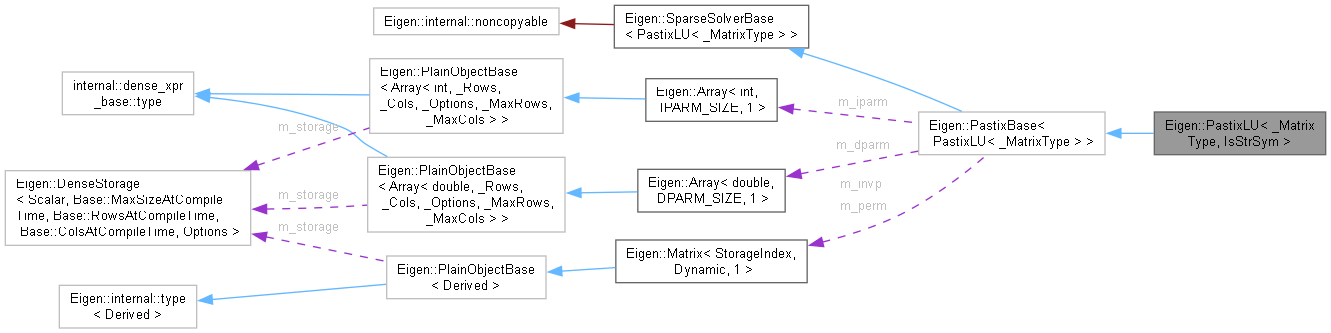 Eigen::internal::noncopyable
Eigen::SparseSolverBase
< PastixLU< _MatrixType > >
internal::dense_xpr
_base::type
Eigen::PlainObjectBase
< Array< int, _Rows,
_Cols, _Options, _MaxRows,
_MaxCols > >
Eigen::Array< int,
IPARM_SIZE, 1 >
m_iparm
Eigen::PastixBase<
PastixLU< _MatrixType > >
Eigen::PastixLU< _Matrix
Type, IsStrSym >
m_storage
m_dparm
Eigen::DenseStorage
< Scalar, Base::MaxSizeAtCompile
Time, Base::RowsAtCompileTime,
Base::ColsAtCompileTime, Options >
m_storage
Eigen::PlainObjectBase
< Array< double, _Rows,
_Cols, _Options, _MaxRows,
_MaxCols > >
Eigen::Array< double,
DPARM_SIZE, 1 >
m_invp
m_perm
m_storage
Eigen::PlainObjectBase
< Derived >
Eigen::Matrix< StorageIndex,
Dynamic, 1 >
Eigen::internal::type
< Derived >